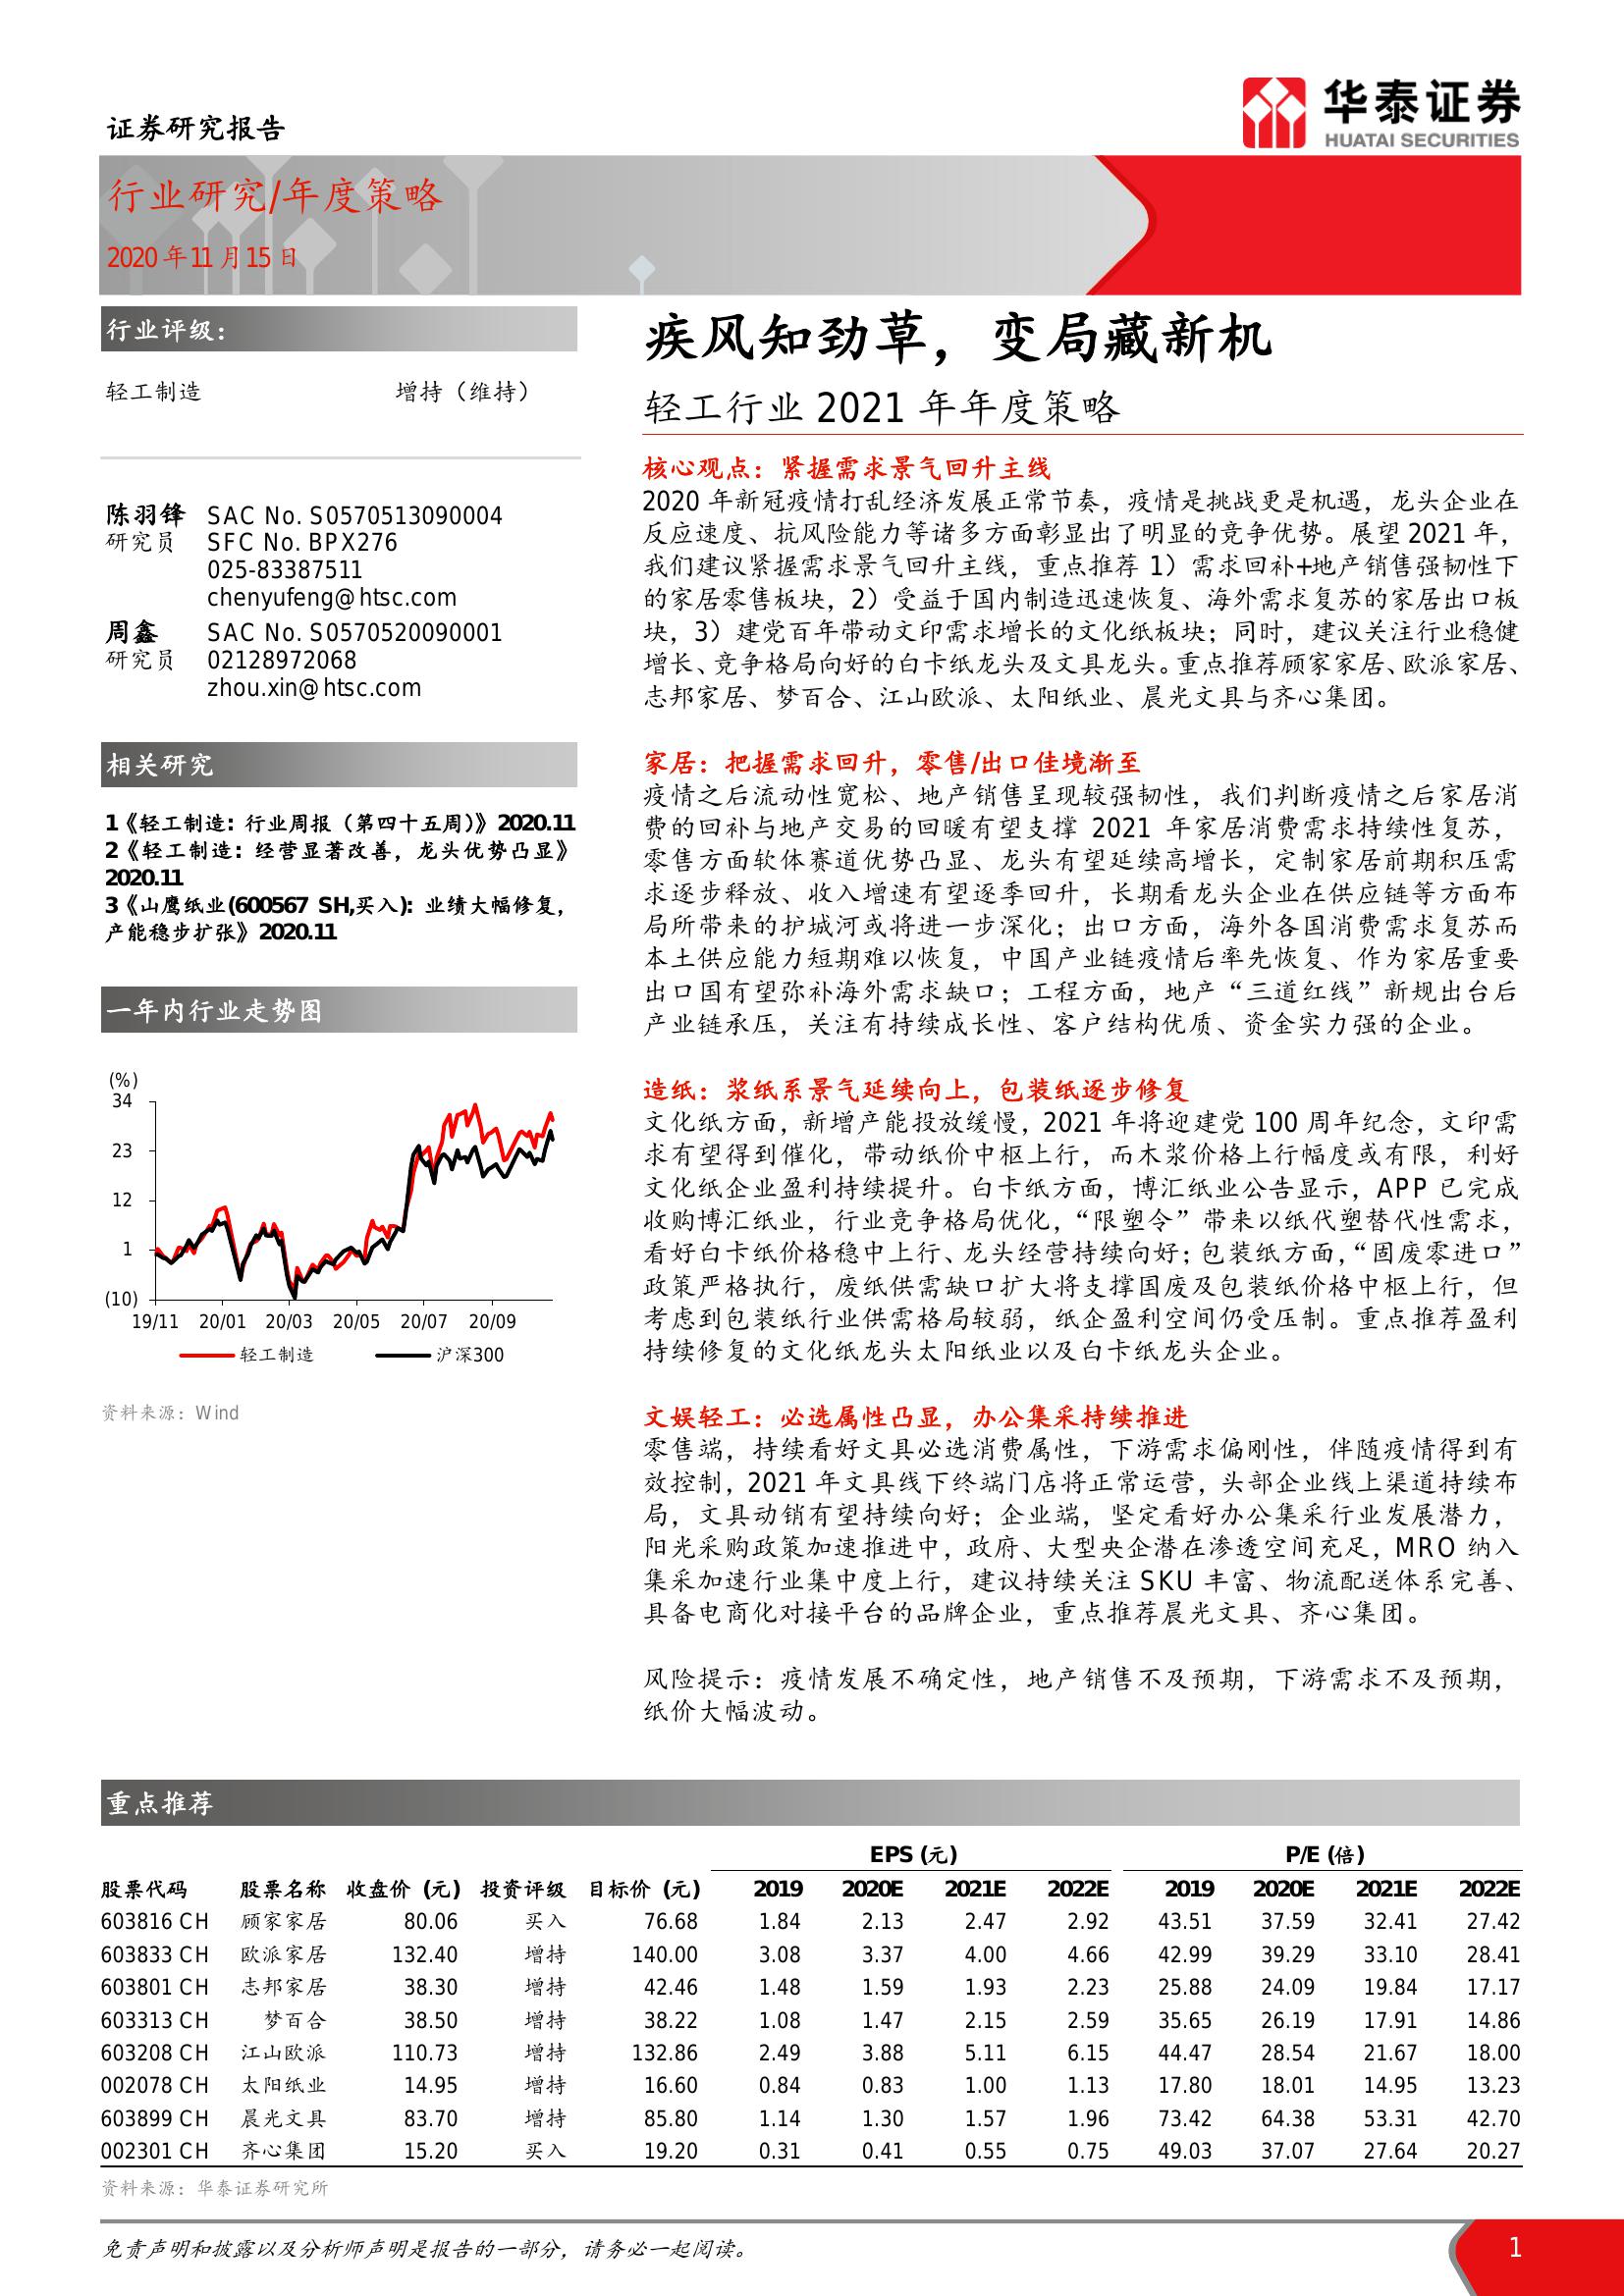 证券研究报告
华泰证券
HUATAI SECURITIES
行业研究/年度策略
2020 年 11 月 15 日
行业评级：
轻工制造 增持（维持）
陈羽锋 SAC No. S0570513090004
研究员 SFC No. BPX276
025-83387511
chenyufeng@htsc.com
周鑫 SAC No. S0570520090001
研究员 02128972068
zhou.xin@htsc.com
相关研究
1《轻工制造: 行业周报（第四十五周）》2020.11
2《轻工制造: 经营显著改善，龙头优势凸显》
2020.11
3《山鹰纸业(600567 SH,买入): 业绩大幅修复，
产能稳步扩张》2020.11
一年内行业走势图
(%)
34
23
12
1
(10)
19/11 20/01 20/03 20/05 20/07 20/09
轻工制造 沪深300
资料来源：Wind
疾风知劲草，变局藏新机
轻工行业 2021 年年度策略
核心观点：紧握需求景气回升主线
2020 年新冠疫情打乱经济发展正常节奏，疫情是挑战更是机遇，龙头企业在
反应速度、抗风险能力等诸多方面彰显出了明显的竞争优势。展望 2021 年，
我们建议紧握需求景气回升主线，重点推荐 1）需求回补+地产销售强韧性下
的家居零售板块，2）受益于国内制造迅速恢复、海外需求复苏的家居出口板
块，3）建党百年带动文印需求增长的文化纸板块；同时，建议关注行业稳健
增长、竞争格局向好的白卡纸龙头及文具龙头。重点推荐顾家家居、欧派家居、
志邦家居、梦百合、江山欧派、太阳纸业、晨光文具与齐心集团。
家居：把握需求回升，零售/出口佳境渐至
疫情之后流动性宽松、地产销售呈现较强韧性，我们判断疫情之后家居消
费的回补与地产交易的回暖有望支撑 2021 年家居消费需求持续性复苏，
零售方面软体赛道优势凸显、龙头有望延续高增长，定制家居前期积压需
求逐步释放、收入增速有望逐季回升，长期看龙头企业在供应链等方面布
局所带来的护城河或将进一步深化；出口方面，海外各国消费需求复苏而
本土供应能力短期难以恢复，中国产业链疫情后率先恢复、作为家居重要
出口国有望弥补海外需求缺口；工程方面，地产“三道红线”新规出台后
产业链承压，关注有持续成长性、客户结构优质、资金实力强的企业。
造纸：浆纸系景气延续向上，包装纸逐步修复
文化纸方面，新增产能投放缓慢，2021 年将迎建党 100 周年纪念，文印需
求有望得到催化，带动纸价中枢上行，而木浆价格上行幅度或有限，利好
文化纸企业盈利持续提升。白卡纸方面，博汇纸业公告显示，APP 已完成
收购博汇纸业，行业竞争格局优化，“限塑令”带来以纸代塑替代性需求，
看好白卡纸价格稳中上行、龙头经营持续向好；包装纸方面，“固废零进口”
政策严格执行，废纸供需缺口扩大将支撑国废及包装纸价格中枢上行，但
考虑到包装纸行业供需格局较弱，纸企盈利空间仍受压制。重点推荐盈利
持续修复的文化纸龙头太阳纸业以及白卡纸龙头企业。
文娱轻工：必选属性凸显，办公集采持续推进
零售端，持续看好文具必选消费属性，下游需求偏刚性，伴随疫情得到有
效控制，2021 年文具线下终端门店将正常运营，头部企业线上渠道持续布
局，文具动销有望持续向好；企业端，坚定看好办公集采行业发展潜力，
阳光采购政策加速推进中，政府、大型央企潜在渗透空间充足，MRO 纳入
集采加速行业集中度上行，建议持续关注 SKU 丰富、物流配送体系完善、
具备电商化对接平台的品牌企业，重点推荐晨光文具、齐心集团。
风险提示：疫情发展不确定性，地产销售不及预期，下游需求不及预期，
纸价大幅波动。
重点推荐
EPS (元) P/E (倍)
股票代码 股票名称 收盘价 (元) 投资评级 目标价 (元) 2019 2020E 2021E 2022E 2019 2020E 2021E 2022E
603816 CH 顾家家居 80.06 买入 76.68 1.84 2.13 2.47 2.92 43.51 37.59 32.41 27.42
603833 CH 欧派家居 132.40 增持 140.00 3.08 3.37 4.00 4.66 42.99 39.29 33.10 28.41
603801 CH 志邦家居 38.30 增持 42.46 1.48 1.59 1.93 2.23 25.88 24.09 19.84 17.17
603313 CH 梦百合 38.50 增持 38.22 1.08 1.47 2.15 2.59 35.65 26.19 17.91 14.86
603208 CH 江山欧派 110.73 增持 132.86 2.49 3.88 5.11 6.15 44.47 28.54 21.67 18.00
002078 CH 太阳纸业 14.95 增持 16.60 0.84 0.83 1.00 1.13 17.80 18.01 14.95 13.23
603899 CH 晨光文具 83.70 增持 85.80 1.14 1.30 1.57 1.96 73.42 64.38 53.31 42.70
002301 CH 齐心集团 15.20 买入 19.20 0.31 0.41 0.55 0.75 49.03 37.07 27.64 20.27
资料来源：华泰证券研究所
免责声明和披露以及分析师声明是报告的一部分，请务必一起阅读。 1